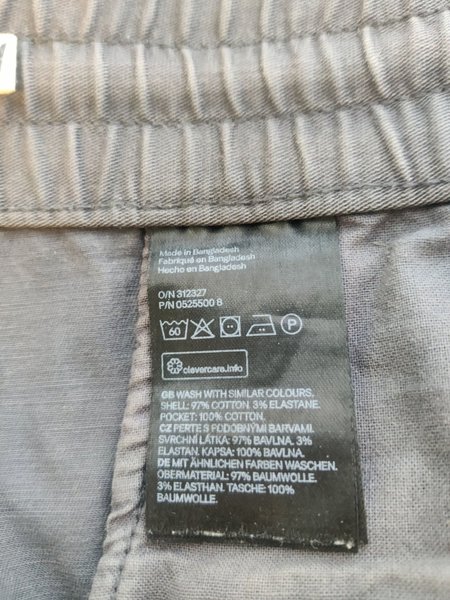 Made in Bangladesh
Fabriqué en Bangladesh
Hecho en Bangladesh
O/N 312327
P/N 0525500 8
60
P
clevercare.info
GB WASH WITH SIMILAR COLOURS.
SHELL: 97% COTTON. 3% ELASTANE.
POCKET: 100% COTTON.
CZ PERTE S PODOBNÝMI BARVAMI.
SVRCHNÍ LÁTKA: 97% BAVLNA. 3%
ELASTAN. KAPSA: 100% BAVLNA.
DE MIT ÄHNLICHEN FARBEN WASCHEN.
OBERMATERIAL: 97% BAUMWOLLE.
3% ELASTHAN. TASCHE: 100%
BAUMWOLLE.